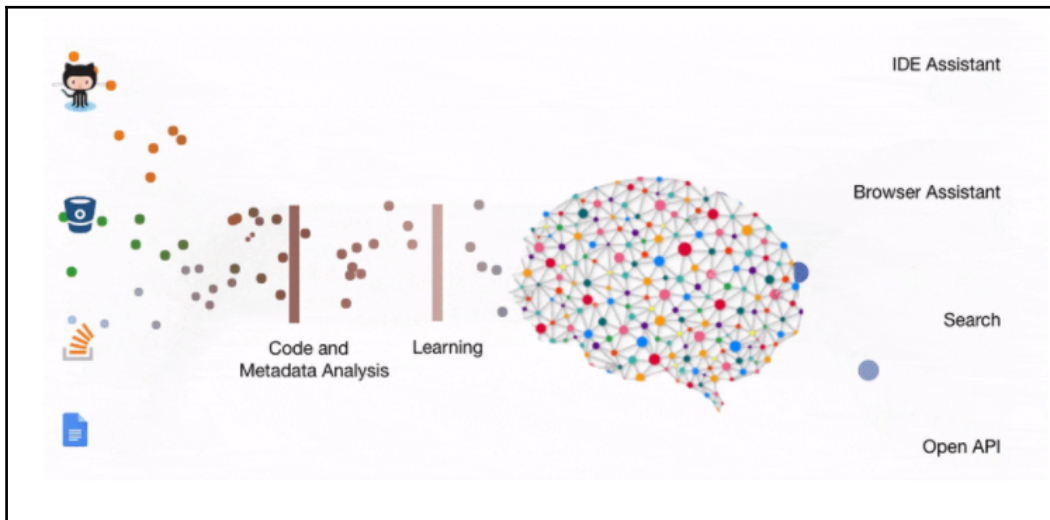 IDE Assistant
Browser Assistant
Search
Code and
Metadata Analysis
Learning
Open API